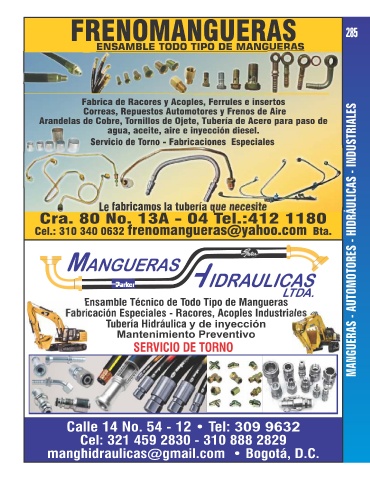 FRENOMANGUERAS
ENSAMBLE TODO TIPO DE MANGUERAS
285
Fabrica de Racores y Acoples, Ferrules e insertos
Correas, Repuestos Automotores y Frenos de Aire
Arandelas de Cobre, Tornillos de Ojete, Tubería de Acero para paso de
agua, aceite, aire e inyección diesel.
Servicio de Torno - Fabricaciones Especiales
Le fabricamos la tubería que necesite
Cra. 80 No. 13A - 04 Tel.:412 1180
Cel.: 310 340 0632 frenomangueras@yahoo.com Bta.
MANGUERAS - AUTOMOTORES - HIDRÁULICAS - INDUSTRIALES
MANGUERAS
Parker
Parker
HIDRAULICAS
LTDA.
Ensamble Técnico de Todo Tipo de Mangueras
Fabricación Especiales - Racores, Acoples Industriales
Tubería Hidráulica y de inyección
Mantenimiento Preventivo
SERVICIO DE TORNO
Calle 14 No. 54 - 12 • Tel: 309 9632
Cel: 321 459 2830 - 310 888 2829
manghidraulicas@gmail.com • Bogotá, D.C.